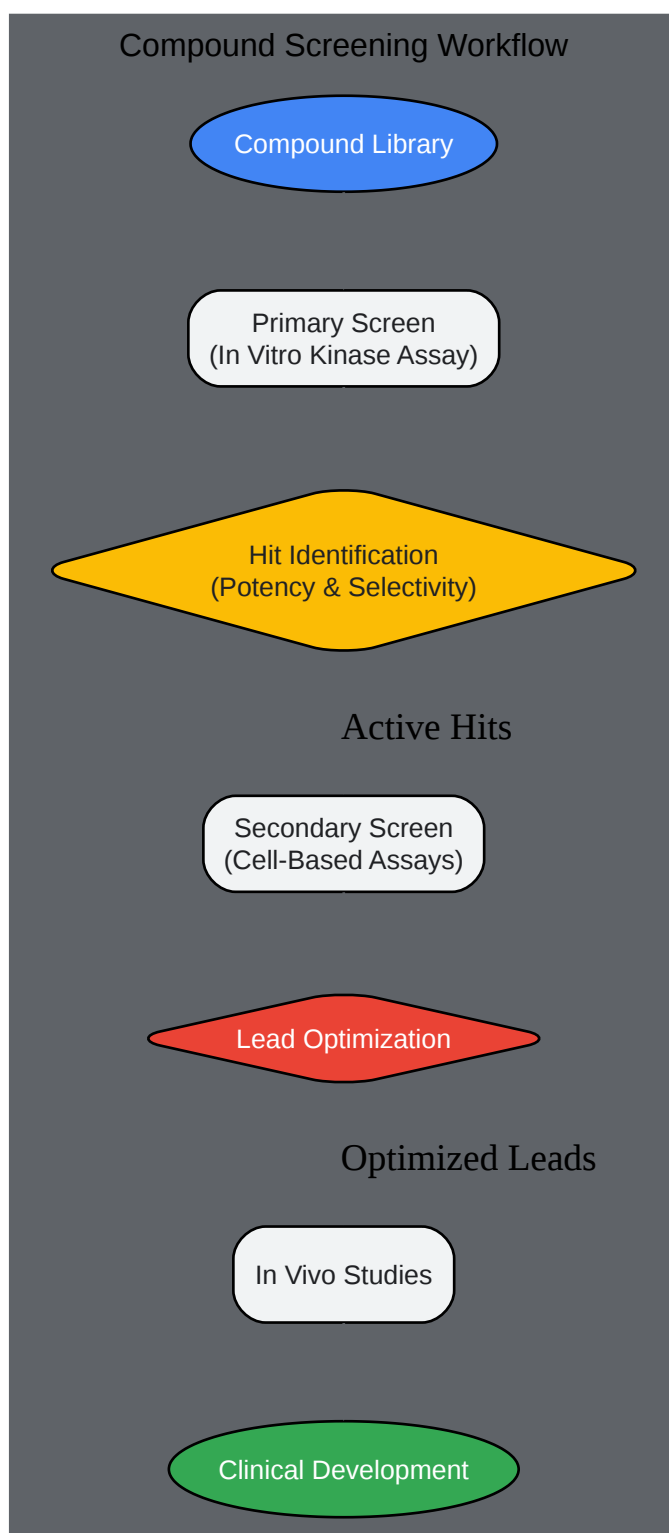 Compound Screening Workflow
Compound Library
Primary Screen
(In Vitro Kinase Assay)
Hit Identification
(Potency & Selectivity)
Active Hits
Secondary Screen
(Cell-Based Assays)
Lead Optimization
Optimized Leads
In Vivo Studies
Clinical Development